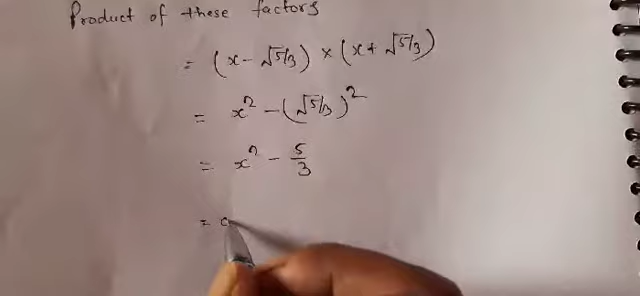 Product of these factors
= (x - √5/3) × (x + √5/3)
= x² - (√5/3)²
= x² - 5/3
=